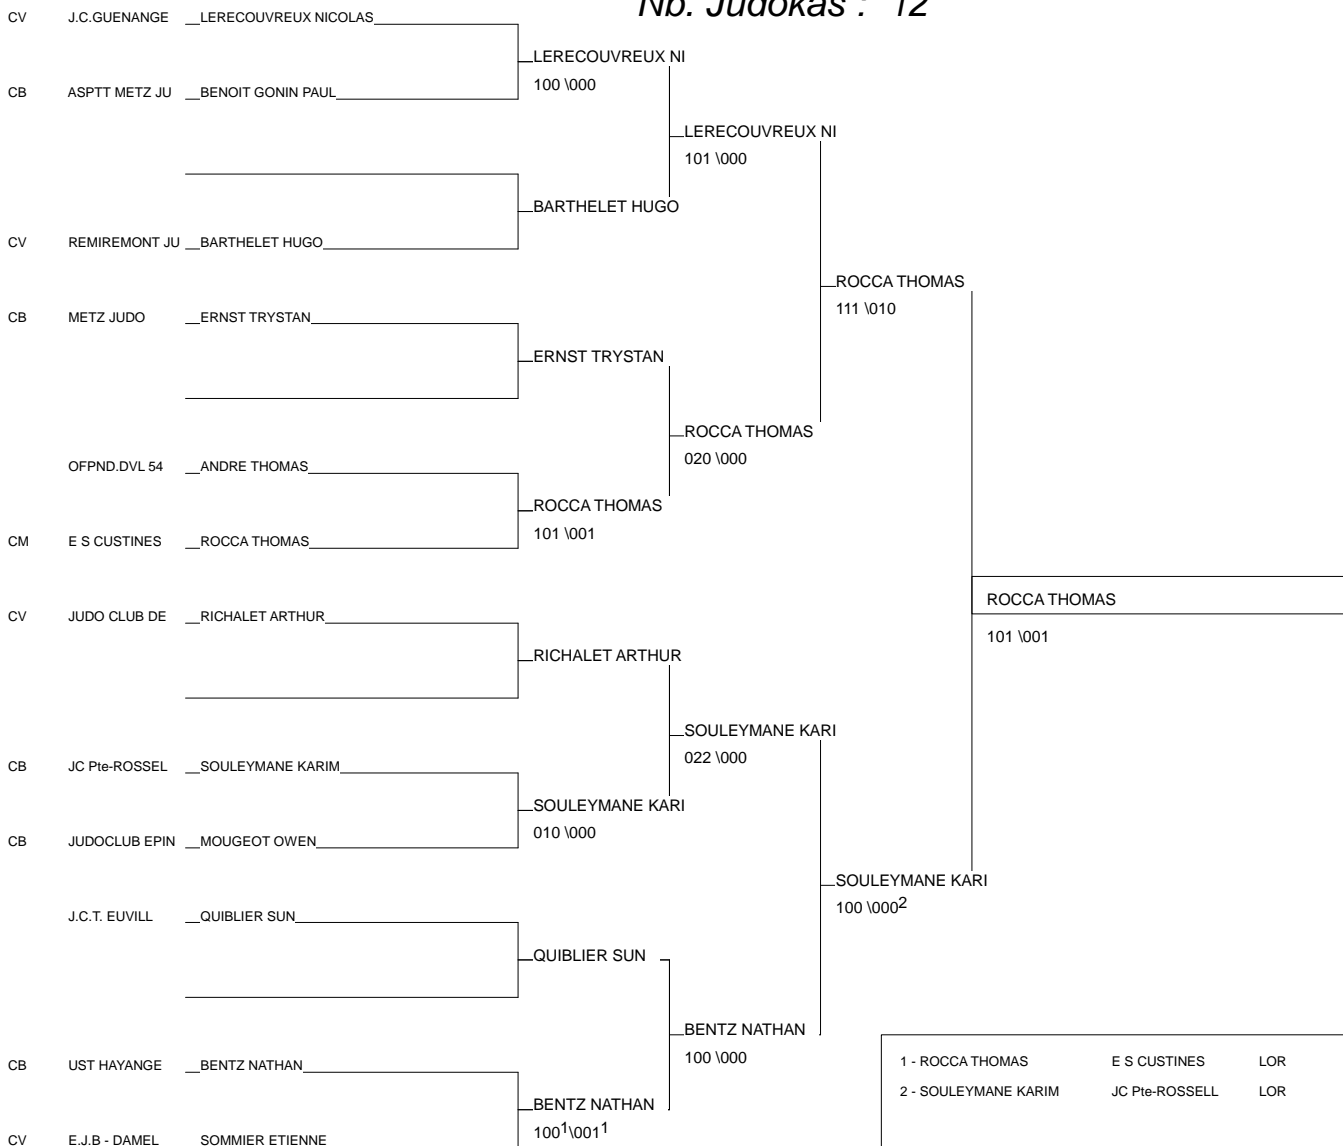 Nb. Judokas : 12
CV J.C.GUENANGE LERECOUVREUX NICOLAS
LERECOUVREUX NI
100 \000
CB ASPTT METZ JU BENOIT GONIN PAUL
LERECOUVREUX NI
101 \000
BARTHELET HUGO
CV REMIREMONT JU BARTHELET HUGO
ROCCA THOMAS
111 \010
CB METZ JUDO ERNST TRYSTAN
ERNST TRYSTAN
ROCCA THOMAS
020 \000
OFPND.DVL 54 ANDRE THOMAS
ROCCA THOMAS
101 \001
CM E S CUSTINES ROCCA THOMAS
ROCCA THOMAS
101 \001
CV JUDO CLUB DE RICHALET ARTHUR
RICHALET ARTHUR
SOULEYMANE KARI
022 \000
CB JC Pte-ROSSEL SOULEYMANE KARIM
SOULEYMANE KARI
010 \000
CB JUDOCLUB EPIN MOUGEOT OWEN
SOULEYMANE KARI
100 \000²
J.C.T. EUVILL QUIBLIER SUN
QUIBLIER SUN
BENTZ NATHAN
100 \000
CB UST HAYANGE BENTZ NATHAN
BENTZ NATHAN
100¹\001¹
CV E.J.B - DAMEL SOMMIER ETIENNE
1 - ROCCA THOMAS E S CUSTINES LOR
2 - SOULEYMANE KARIM JC Pte-ROSSELL LOR